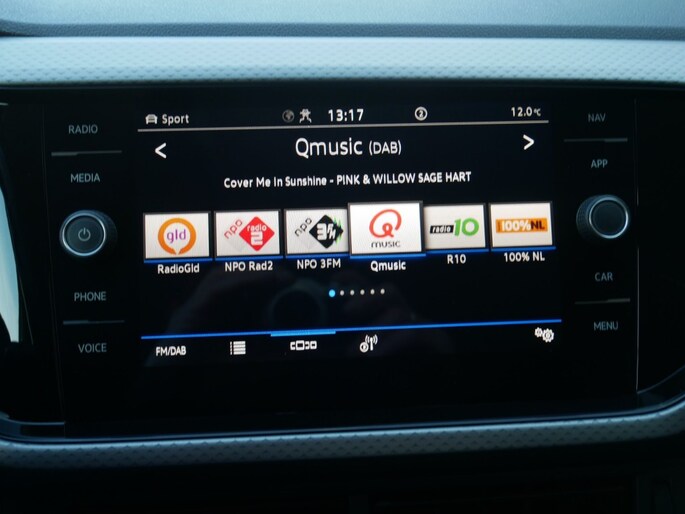 RADIO
MEDIA
PHONE
VOICE
Sport
13:17
2
12.0°C
< Qmusic (DAB) >
Cover Me In Sunshine - PINK & WILLOW SAGE HART
gld
npo radio 2
npo 3FM
MUSIC
radio 10
100%NL
RadioGld
NPO Rad2
NPO 3FM
Qmusic
R10
100% NL
FM/DAB
NAV
APP
CAR
MENU